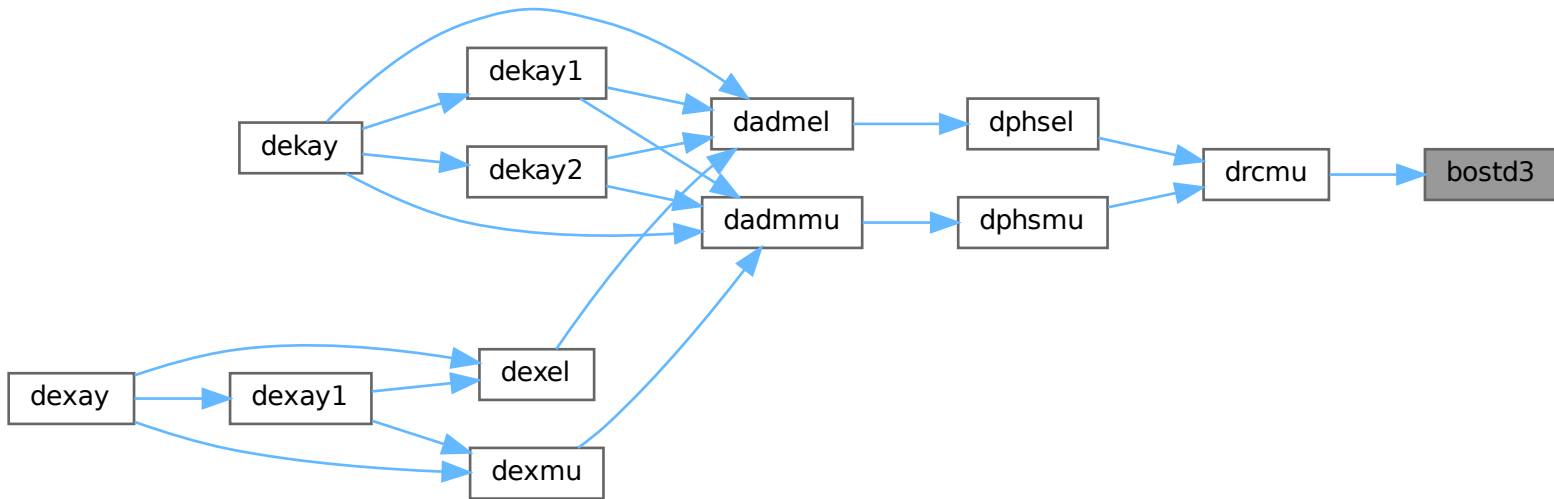 dekay1
dadmel
dphsel
dekay
dekay2
drcmu
bostd3
dadmmu
dphsmu
dexel
dexay
dexay1
dexmu